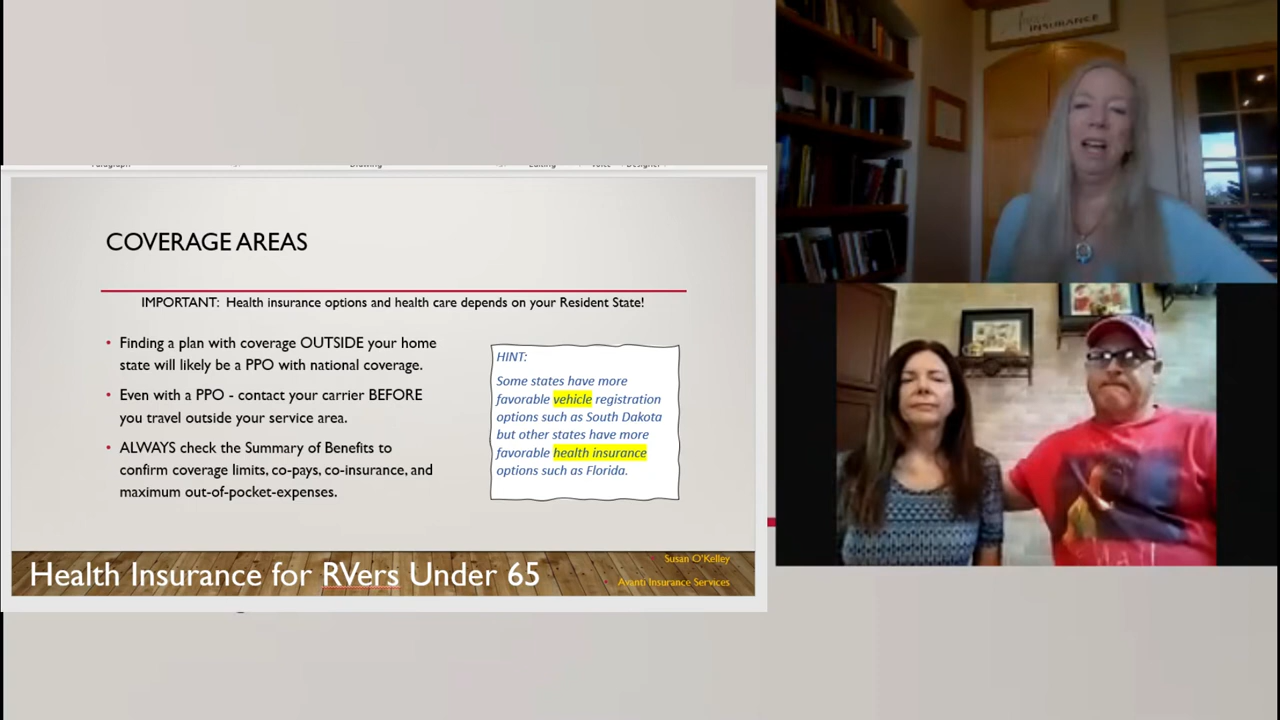 Paragraph Drawing Editing Voice Designer
COVERAGE AREAS
IMPORTANT: Health insurance options and health care depends on your Resident State!
• Finding a plan with coverage OUTSIDE your home
state will likely be a PPO with national coverage.
• Even with a PPO - contact your carrier BEFORE
you travel outside your service area.
• ALWAYS check the Summary of Benefits to
confirm coverage limits, co-pays, co-insurance, and
maximum out-of-pocket-expenses.
HINT:
Some states have more
favorable vehicle registration
options such as South Dakota
but other states have more
favorable health insurance
options such as Florida.
Health Insurance for RVers Under 65
• Susan O'Kelley
• Avanti Insurance Services
INSURANCE